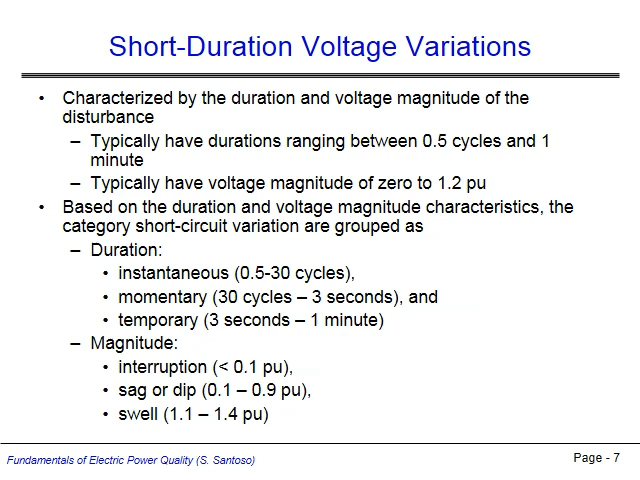 Short-Duration Voltage Variations
• Characterized by the duration and voltage magnitude of the
disturbance
– Typically have durations ranging between 0.5 cycles and 1
minute
– Typically have voltage magnitude of zero to 1.2 pu
• Based on the duration and voltage magnitude characteristics, the
category short-circuit variation are grouped as
– Duration:
• instantaneous (0.5-30 cycles),
• momentary (30 cycles – 3 seconds), and
• temporary (3 seconds – 1 minute)
– Magnitude:
• interruption (< 0.1 pu),
• sag or dip (0.1 – 0.9 pu),
• swell (1.1 – 1.4 pu)
Fundamentals of Electric Power Quality (S. Santoso)
Page - 7